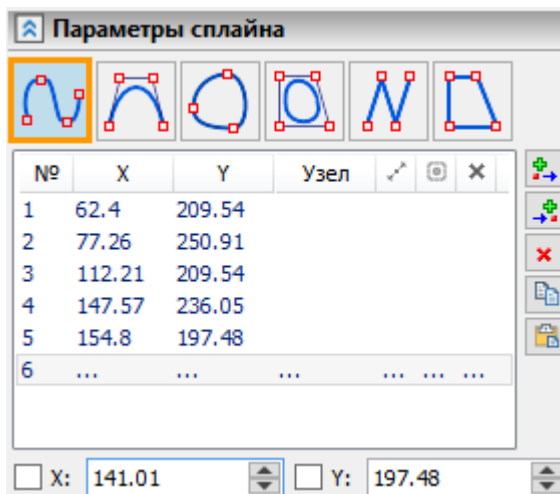 Параметры сплайна
№ X Y Узел
1 62.4 209.54
2 77.26 250.91
3 112.21 209.54
4 147.57 236.05
5 154.8 197.48
6 ... ... ... ... ... ...
X: 141.01 Y: 197.48